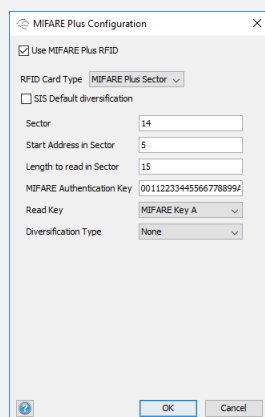 MIFARE Plus Configuration
Use MIFARE Plus RFID
RFID Card Type MIFARE Plus Sector
SIS Default diversification
Sector 14
Start Address in Sector 5
Length to read in Sector 15
MIFARE Authentication Key 00112233445566778899A
Read Key MIFARE Key A
Diversification Type None
? OK Cancel